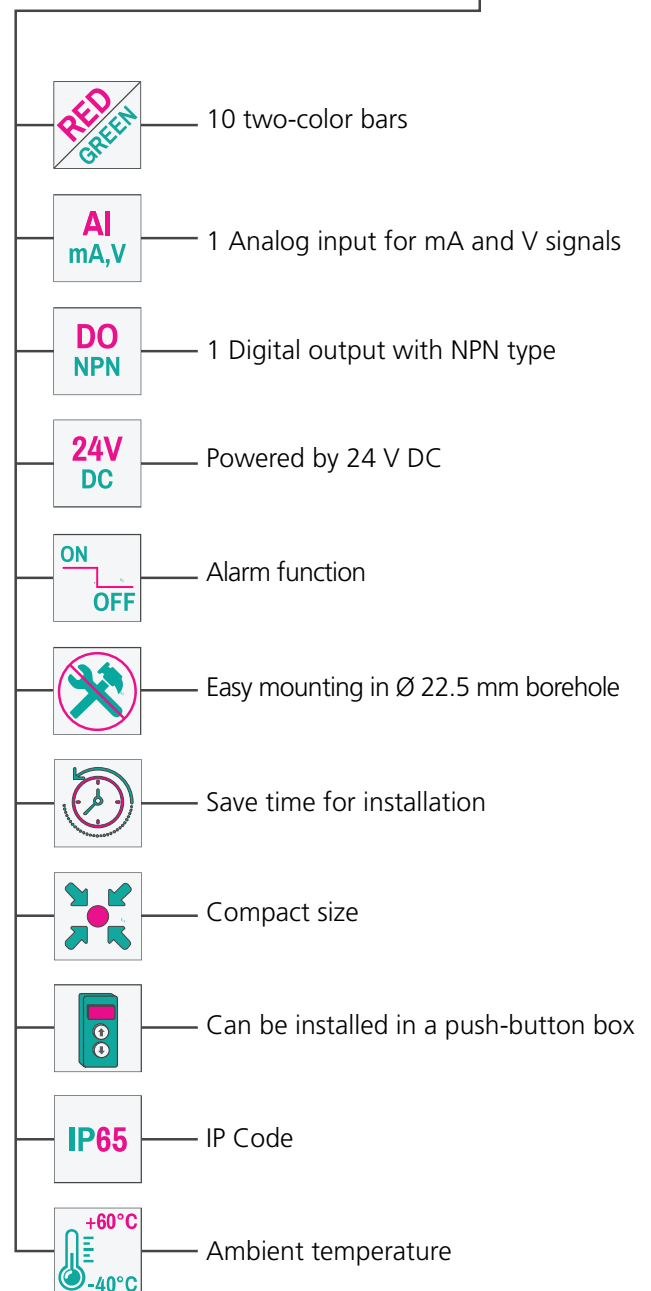 RED
GREEN
10 two-color bars
AI
mA,V
1 Analog input for mA and V signals
DO
NPN
1 Digital output with NPN type
24V
DC
Powered by 24 V DC
ON
OFF
Alarm function
Easy mounting in Ø 22.5 mm borehole
Save time for installation
Compact size
Can be installed in a push-button box
IP65
IP Code
+60°C
-40°C
Ambient temperature